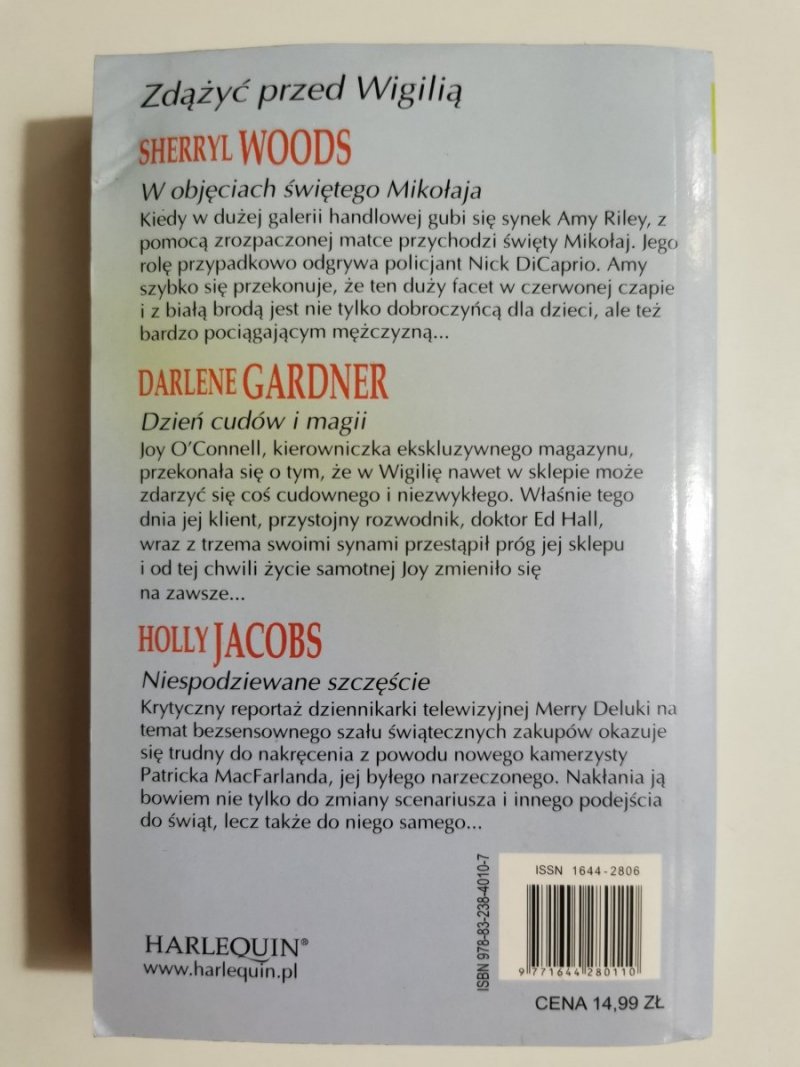 Zdążyć przed Wigilią
SHERRYL WOODS
W objęciach świętego Mikołaja
Kiedy w dużej galerii handlowej gubi się synek Amy Riley, z
pomocą zrozpaczonej matce przychodzi święty Mikołaj. Jego
rolę przypadkowo odgrywa policjant Nick DiCaprio. Amy
szybko się przekonuje, że ten duży facet w czerwonej czapie
i z białą brodą jest nie tylko dobroczyńcą dla dzieci, ale też
bardzo pociągającym mężczyzną...
DARLENE GARDNER
Dzień cudów i magii
Joy O'Connell, kierowniczka ekskluzywnego magazynu,
przekonała się o tym, że w Wigilię nawet w sklepie może
zdarzyć się coś cudownego i niezwykłego. Właśnie tego
dnia jej klient, przystojny rozwodnik, doktor Ed Hall,
wraz z trzema swoimi synami przestąpił próg jej sklepu
i od tej chwili życie samotnej Joy zmieniło się
na zawsze...
HOLLY JACOBS
Niespodziewane szczęście
Krytyczny reportaż dziennikarki telewizyjnej Merry Deluki na
temat bezsensownego szału świątecznych zakupów okazuje
się trudny do nakręcenia z powodu nowego kamerzysty
Patricka MacFarlanda, jej byłego narzeczonego. Nakłania ją
bowiem nie tylko do zmiany scenariusza i innego podejścia
do świąt, lecz także do niego samego...
HARLEQUIN®
www.harlequin.pl
ISBN 978-83-238-4010-7
ISSN 1644-2806
9 771644 280110
CENA 14,99 ZŁ